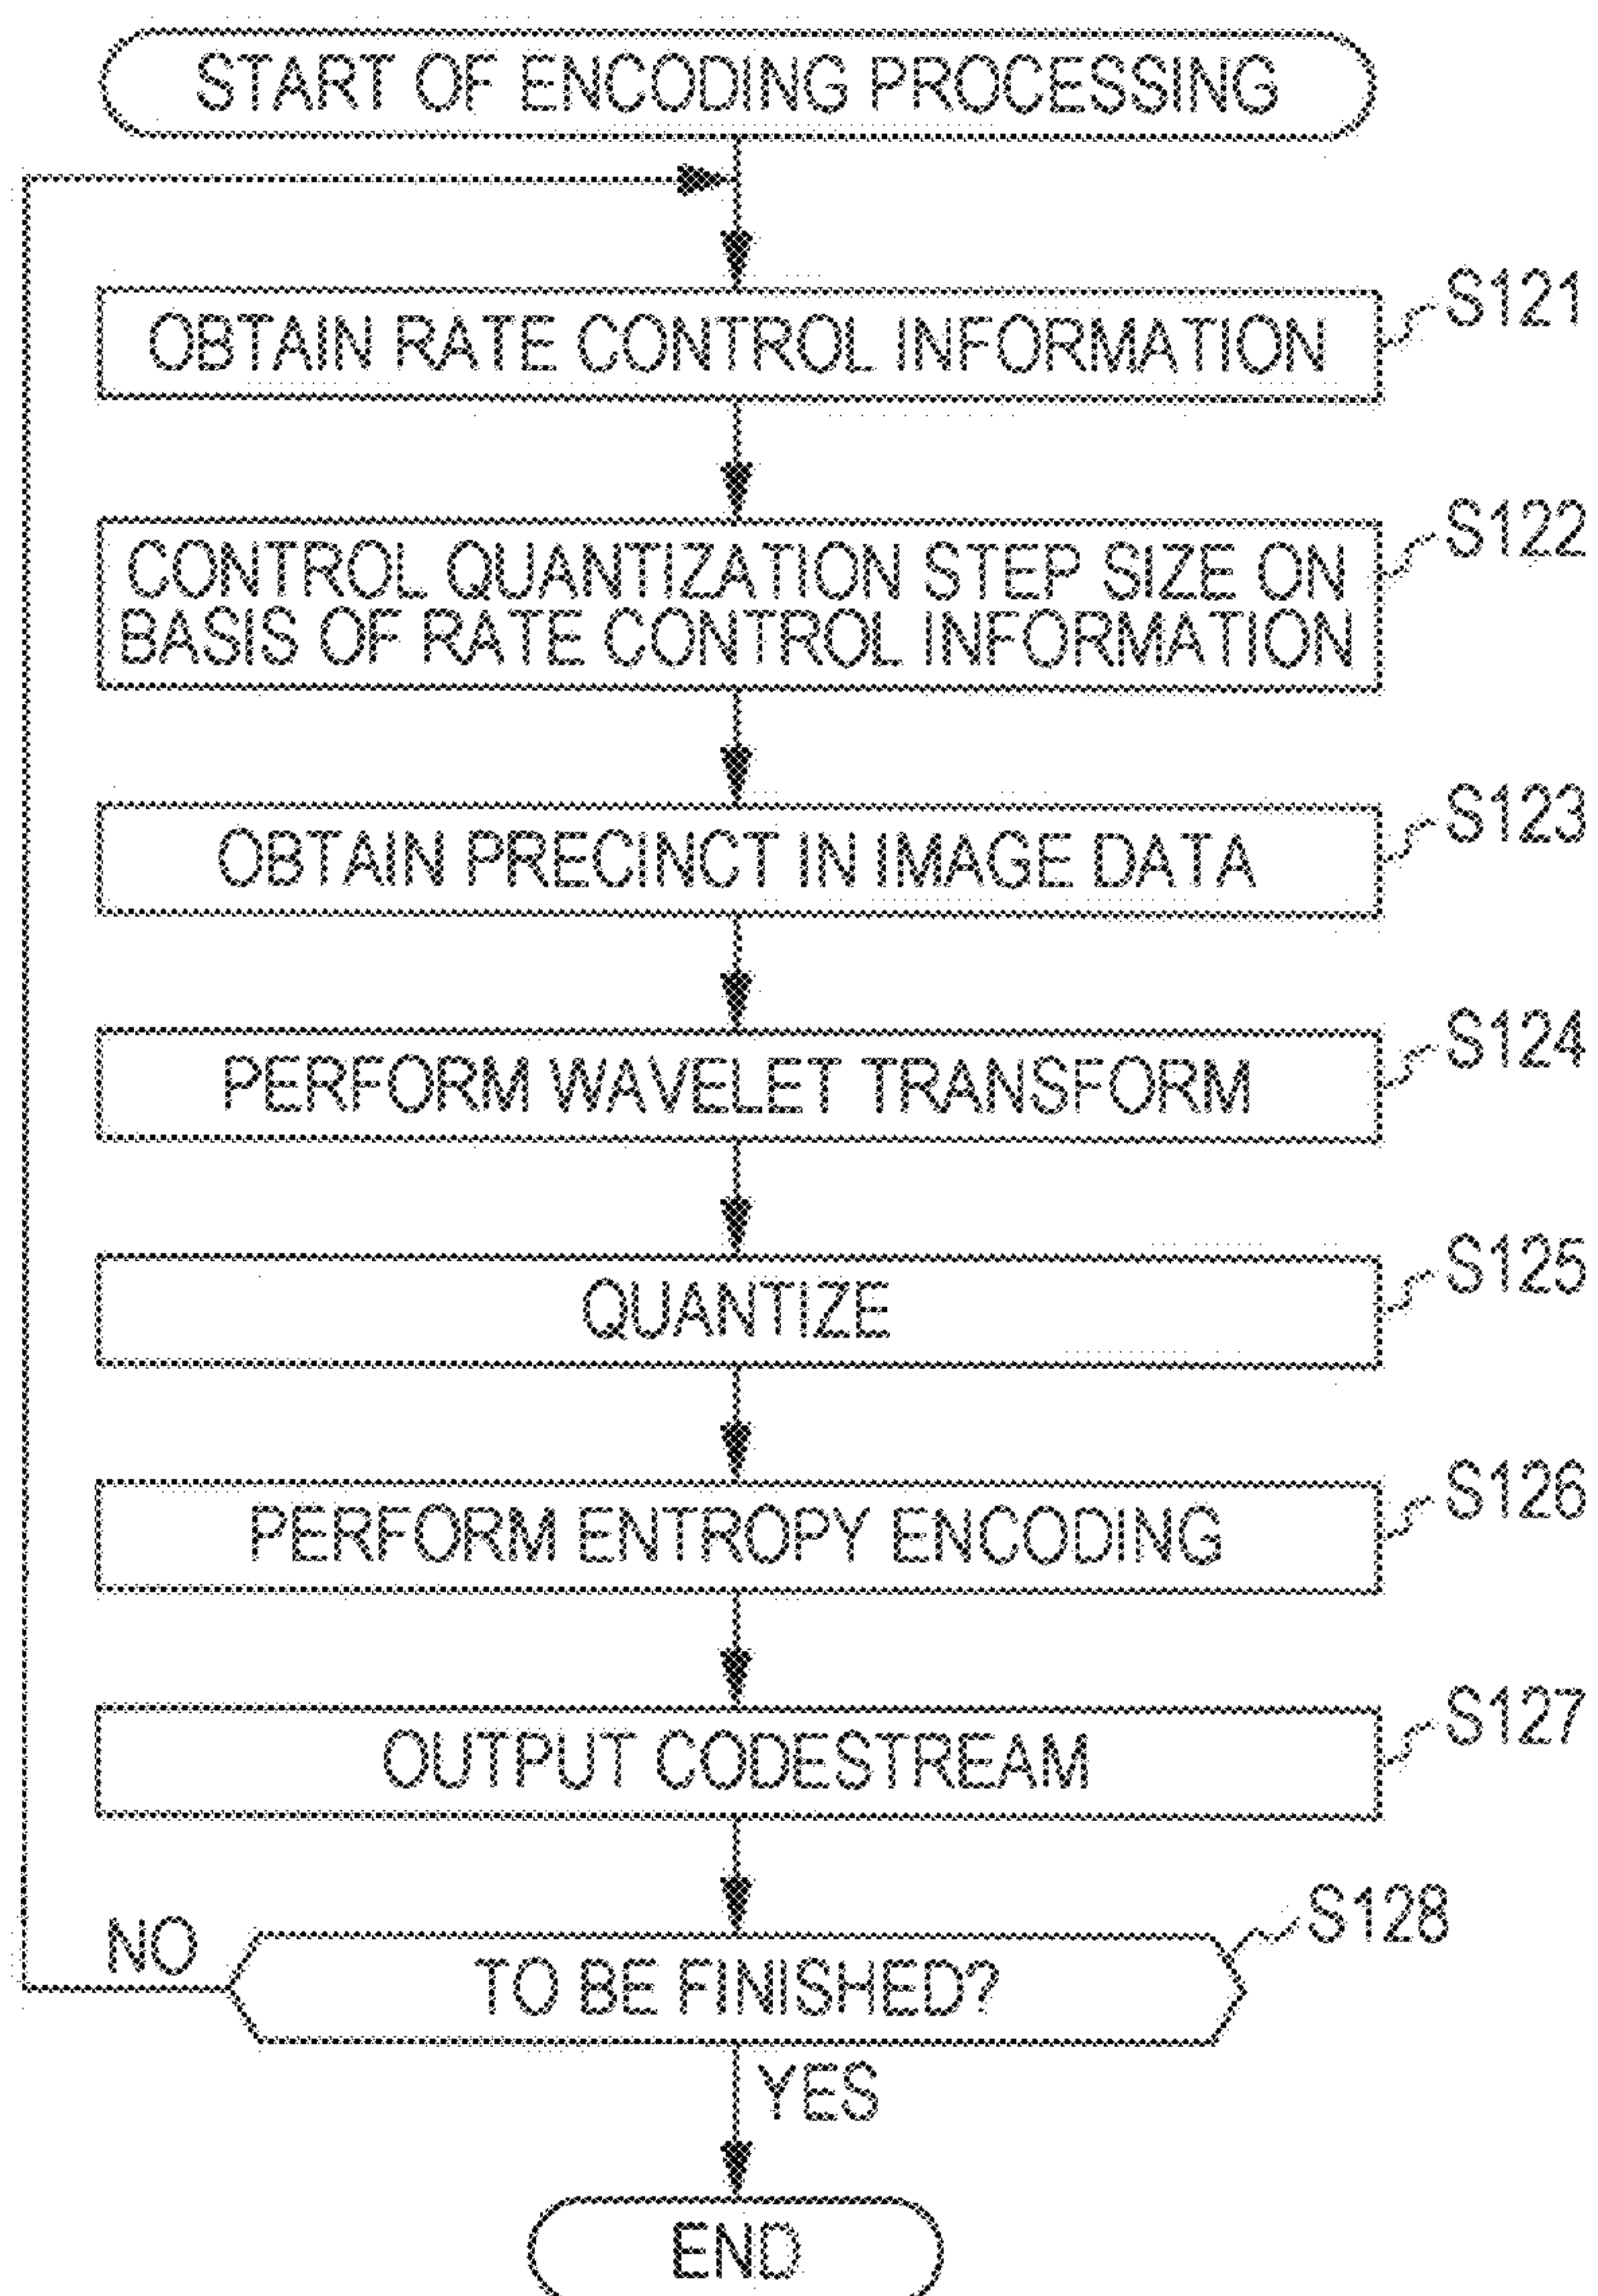 START OF ENCODING PROCESSING
OBTAIN RATE CONTROL INFORMATION
S121
CONTROL QUANTIZATION STEP SIZE ON
BASIS OF RATE CONTROL INFORMATION
S122
OBTAIN PRECINCT IN IMAGE DATA
S123
PERFORM WAVELET TRANSFORM
S124
QUANTIZE
S125
PERFORM ENTROPY ENCODING
S126
OUTPUT CODESTREAM
S127
TO BE FINISHED?
S128
NO
YES
END